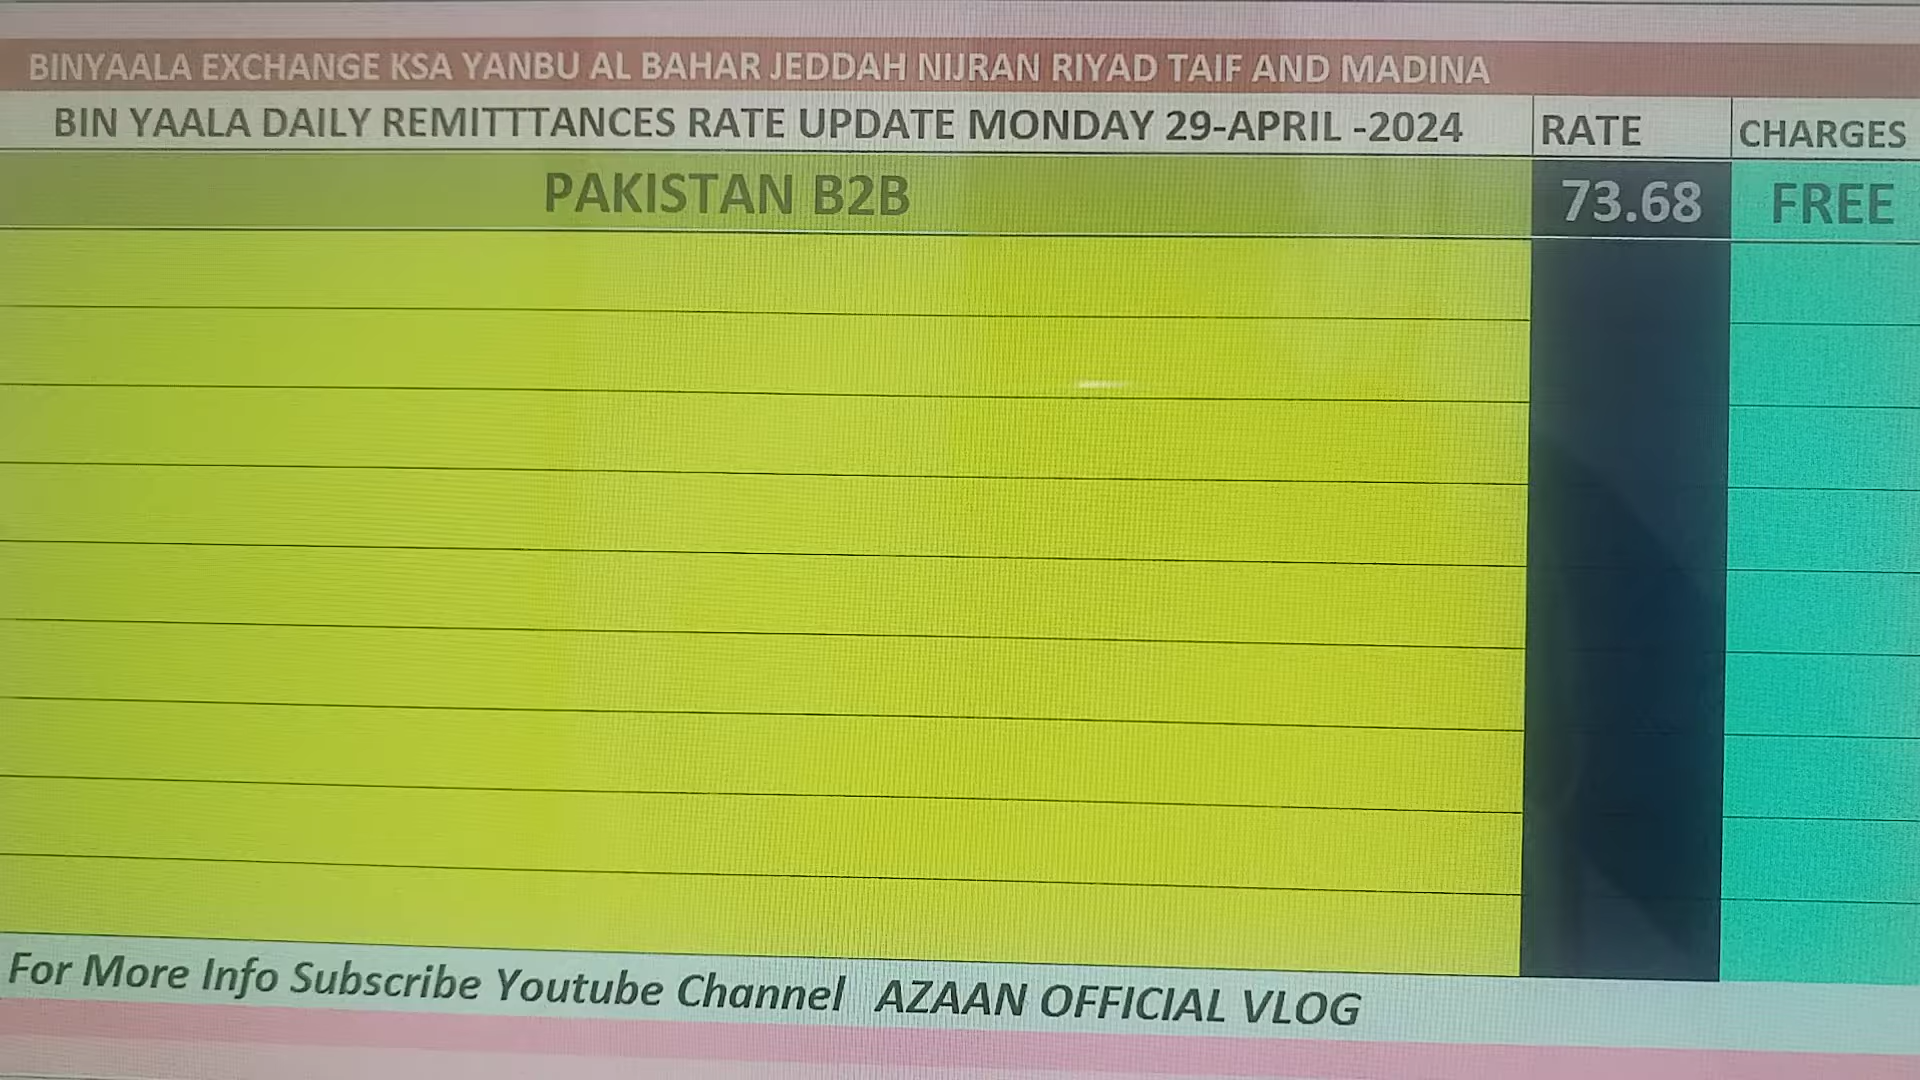 BINYAALA EXCHANGE KSA YANBU AL BAHAR JEDDAH NIJRAN RIYAD TAIF AND MADINA
BIN YAALA DAILY REMITTTANCES RATE UPDATE MONDAY 29-APRIL -2024 RATE CHARGES
PAKISTAN B2B 73.68 FREE
For More Info Subscribe Youtube Channel AZAAN OFFICIAL VLOG